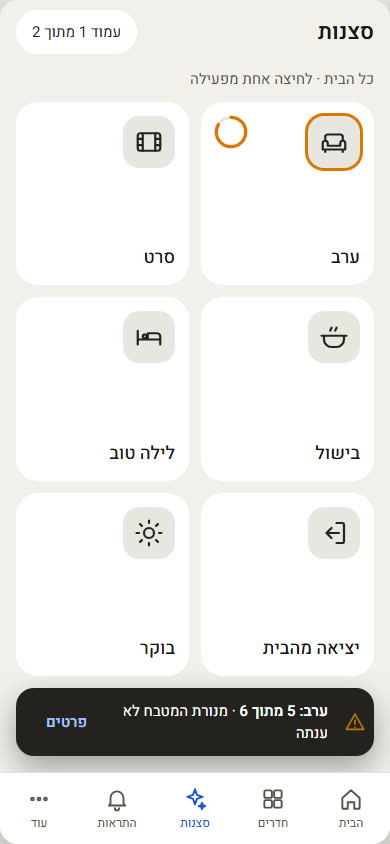 סצנות
עמוד 1 מתוך 2
כל הבית · לחיצה אחת מפעילה
ערב
סרט
בישול
לילה טוב
יציאה מהבית
בוקר
ערב: 5 מתוך 6 · מנורת המטבח לא
ענתה
פרטים
הבית
חדרים
סצנות
התראות
עוד